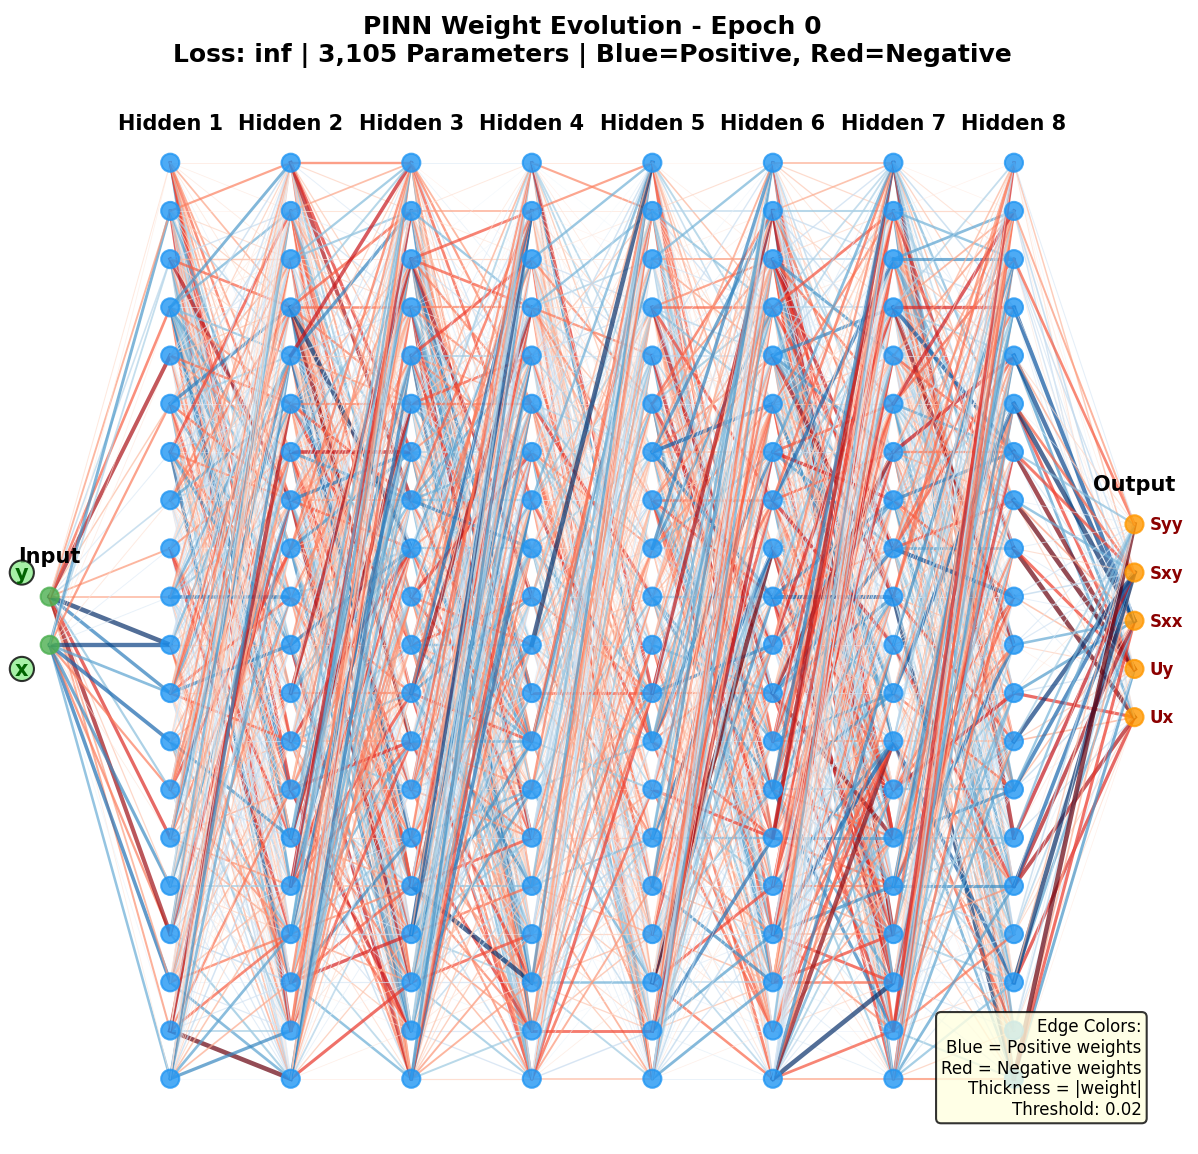 PINN Weight Evolution - Epoch 0
Loss: inf | 3,105 Parameters | Blue=Positive, Red=Negative
Hidden 1 Hidden 2 Hidden 3 Hidden 4 Hidden 5 Hidden 6 Hidden 7 Hidden 8
Output
Syy
Input
y
Sxy
Sxx
x
Uy
Ux
Edge Colors:
Blue = Positive weights
Red = Negative weights
Thickness = |weight|
Threshold: 0.02